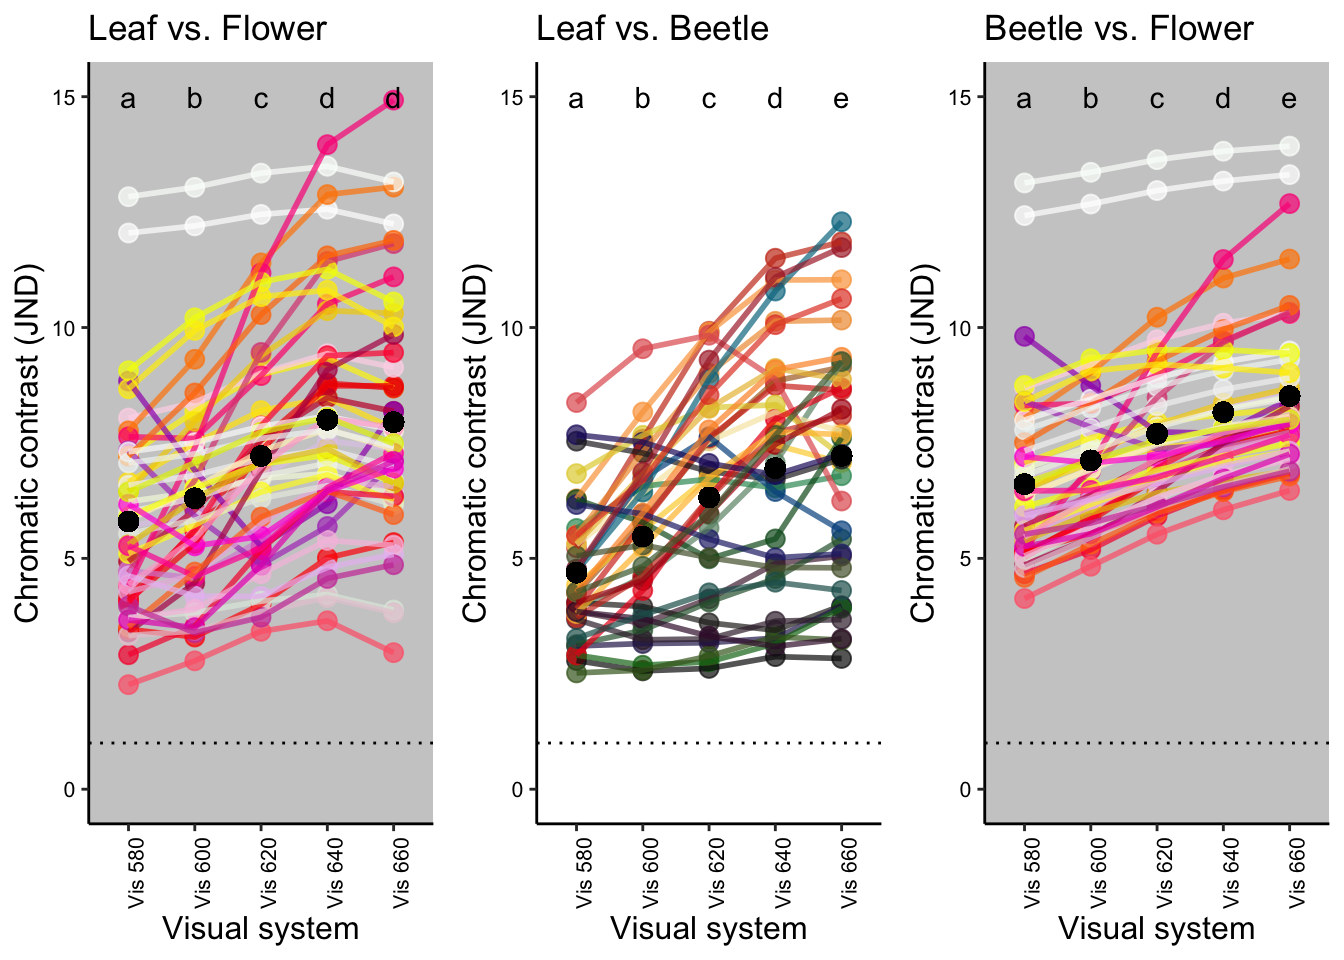 Leaf vs. Flower
Chromatic contrast (JND)
15
10
5
0
a b c d d
Vis 580
Vis 600
Vis 620
Vis 640
Vis 660
Visual system
Leaf vs. Beetle
Chromatic contrast (JND)
15
10
5
0
a b c d e
Vis 580
Vis 600
Vis 620
Vis 640
Vis 660
Visual system
Beetle vs. Flower
Chromatic contrast (JND)
15
10
5
0
a b c d e
Vis 580
Vis 600
Vis 620
Vis 640
Vis 660
Visual system